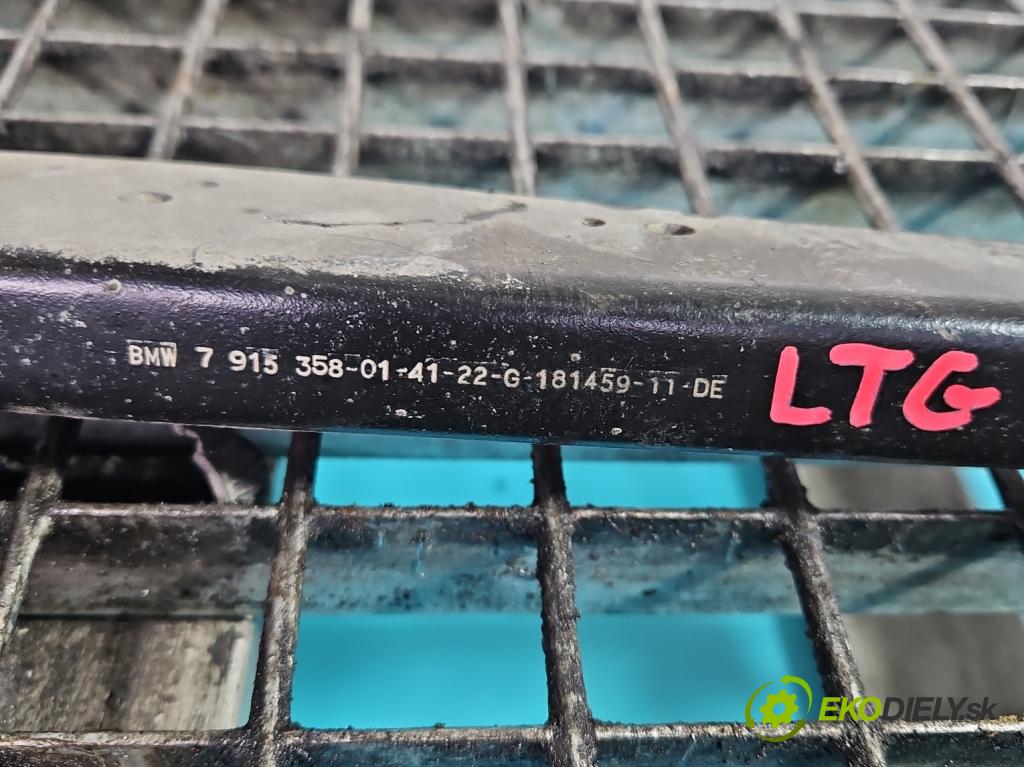 BMW 7 915 358-01-41-22-G-181459-11-DE
LTG
EKODIELY.sk